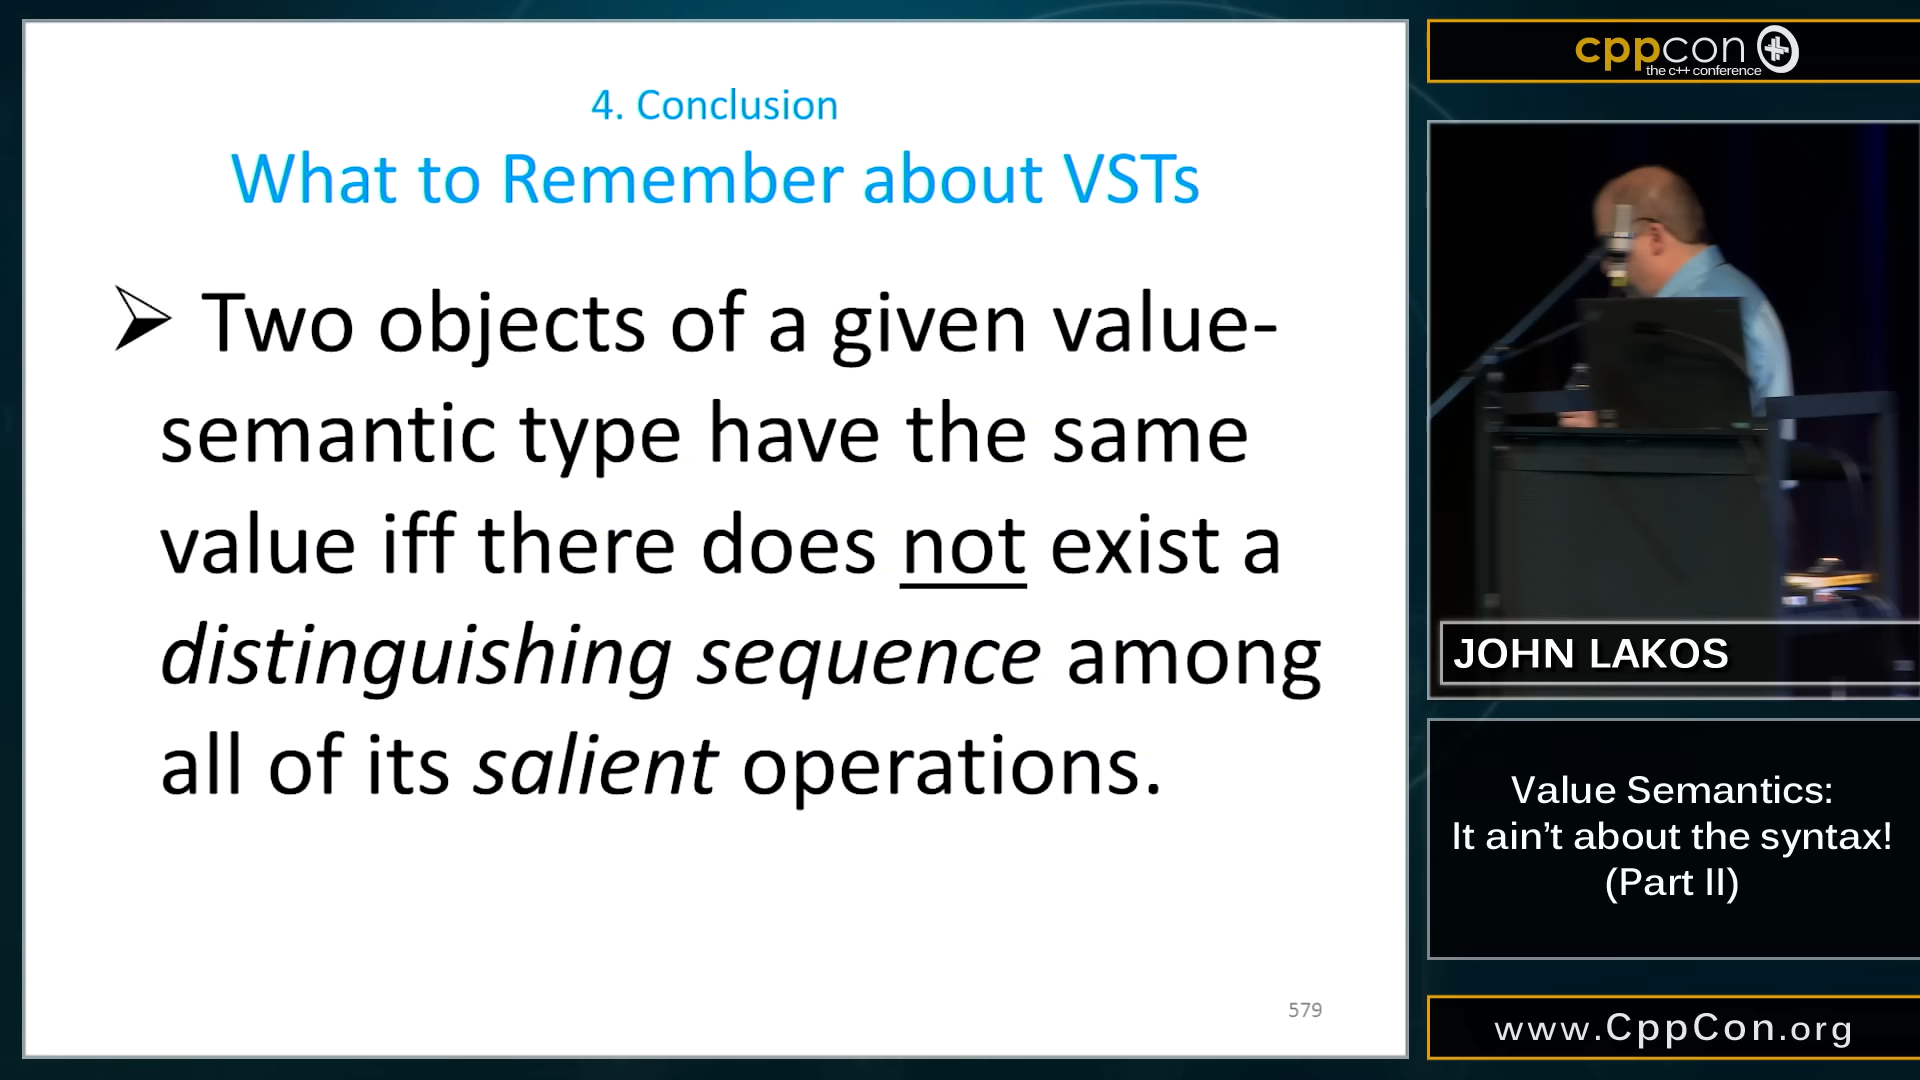 4. Conclusion
What to Remember about VSTs
➢ Two objects of a given value-
semantic type have the same
value iff there does not exist a
distinguishing sequence among
all of its salient operations.
579
cppcon
the c++ conference
JOHN LAKOS
Value Semantics:
It ain’t about the syntax!
(Part II)
www.CppCon.org